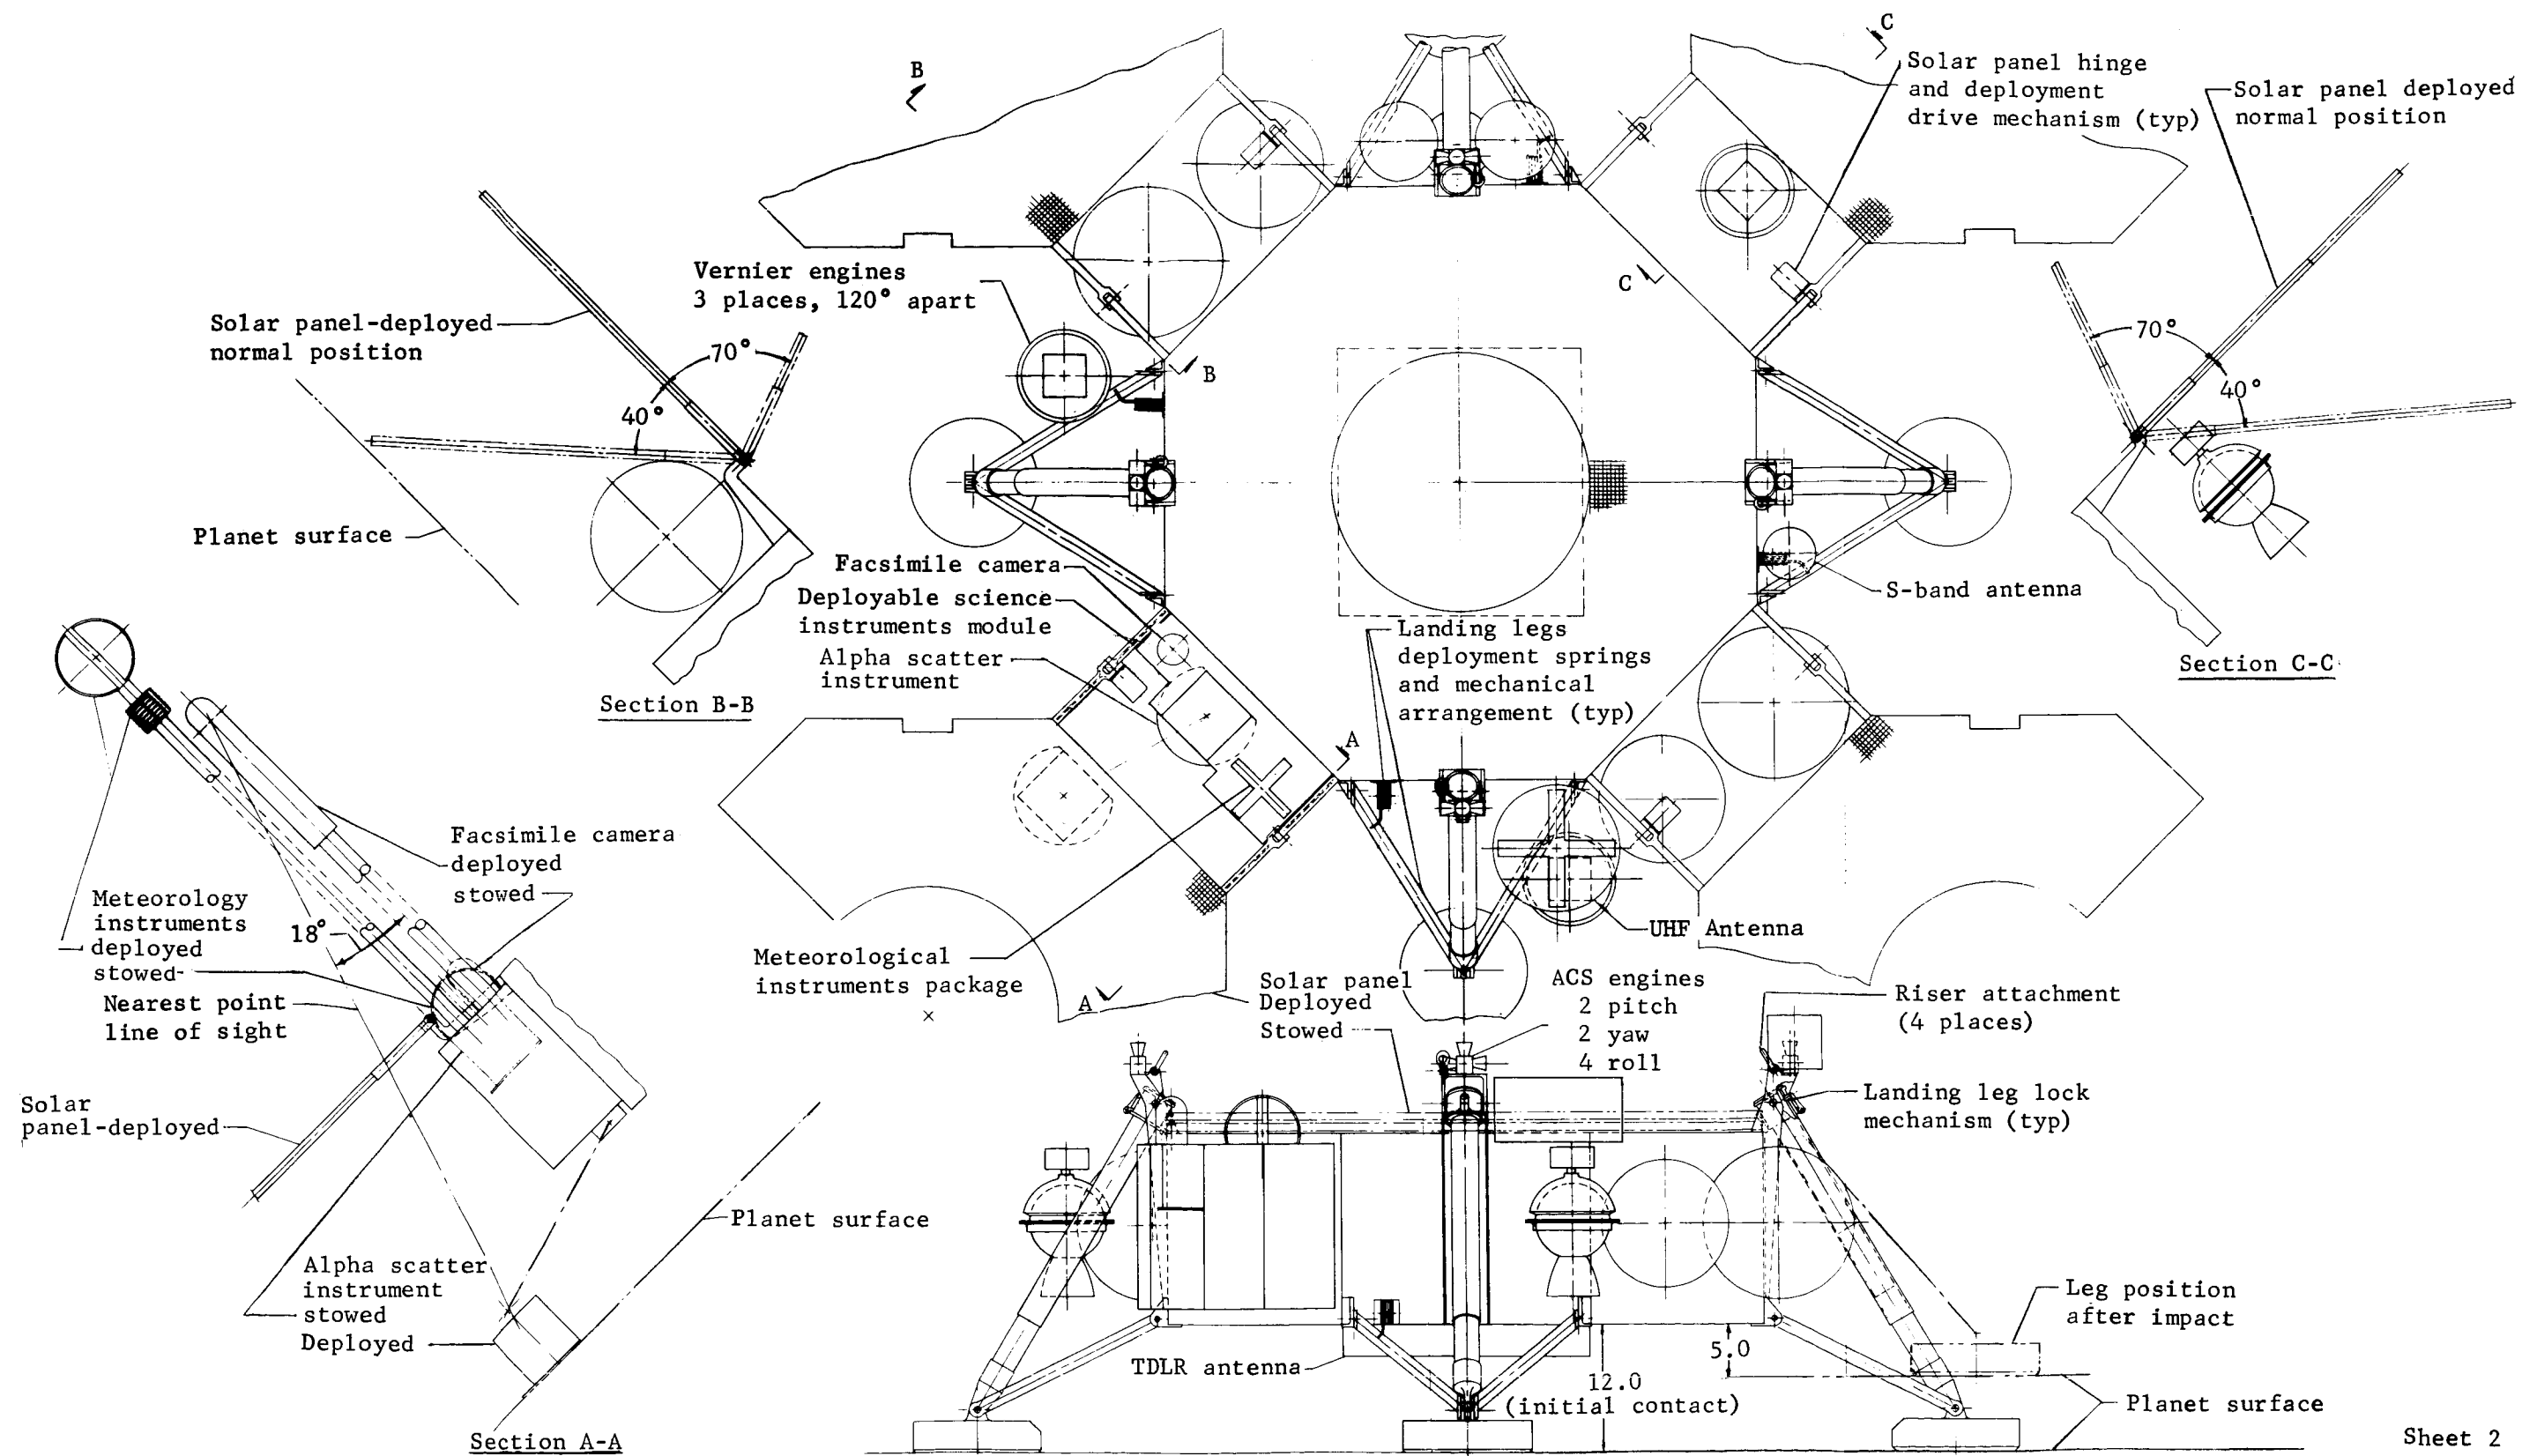 C
Solar panel hinge
and deployment
drive mechanism (typ)
Solar panel deployed
normal position
B
Vernier engines
3 places, 120° apart
Solar panel-deployed
normal position
70°
40°
B
C
70°
40°
Planet surface
Section B-B
Facsimile camera
Deployable science
instruments module
Alpha scatter
instrument
S-band antenna
Section C-C
Landing legs
deployment springs
and mechanical
arrangement (typ)
A
Facsimile camera
deployed
stowed
Meteorology
instruments
deployed
stowed
18°
Nearest point
line of sight
Solar
panel-deployed
Meteorological
instruments package
A
UHF Antenna
Solar panel
Deployed
Stowed
ACS engines
2 pitch
2 yaw
4 roll
Riser attachment
(4 places)
Landing leg lock
mechanism (typ)
Planet surface
Alpha scatter
instrument
stowed
Deployed
Section A-A
TDLR antenna
12.0
(initial contact)
5.0
Leg position
after impact
Planet surface
Sheet 2